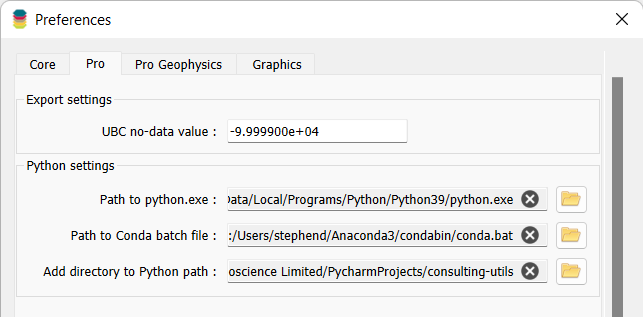 Preferences
Core Pro Pro Geophysics Graphics
Export settings
UBC no-data value : -9.999900e+04
Python settings
Path to python.exe : Data/Local/Programs/Python/Python39/python.exe
Path to Conda batch file : :/Users/stephend/Anaconda3/condabin/conda.bat
Add directory to Python path : oscience Limited/PycharmProjects/consulting-utils